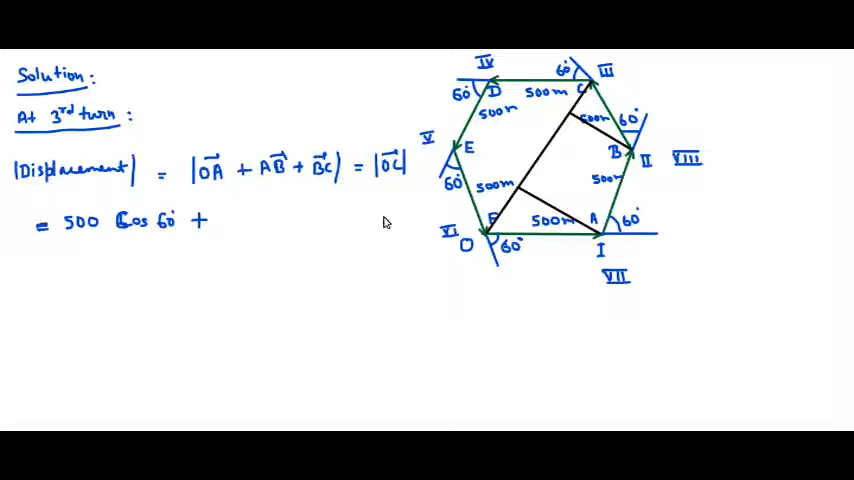 Solution:
At 3rd turn:
|Displacement| = |OA⃗ + AB⃗ + BC⃗| = |OC⃗|
= 500 Cos 60° +
IV
60°
III
60°
D
500m
C
500m
500m
60°
V
E
B
II
VIII
60°
500m
500m
F
500m
A
60°
VI
O
60°
I
VII